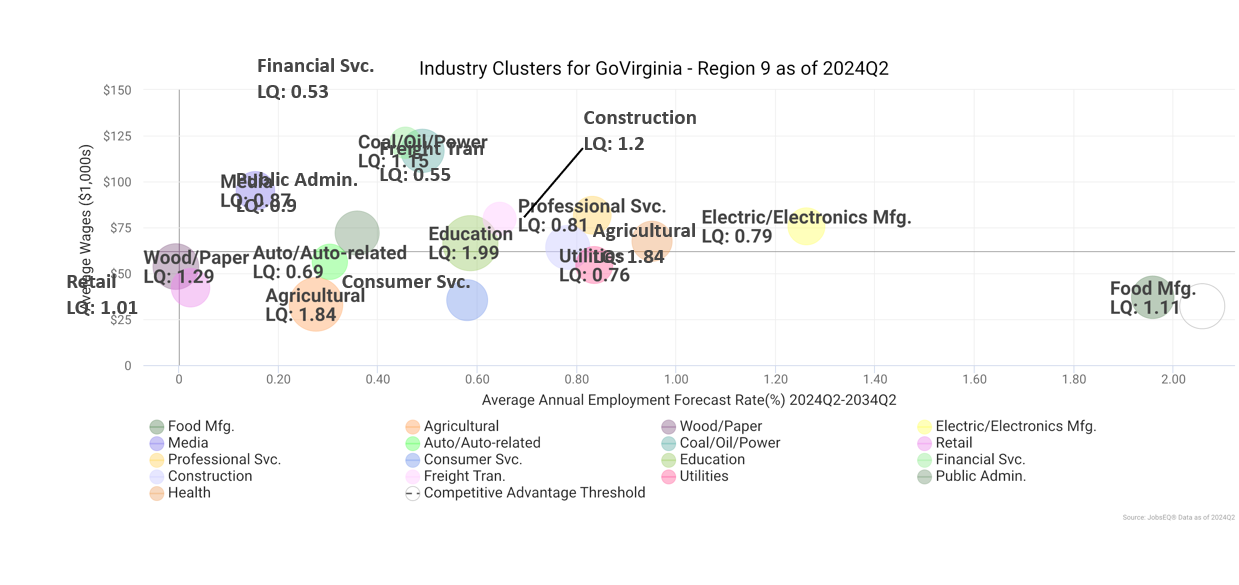 Financial Svc.
LQ: 0.53
Industry Clusters for GoVirginia - Region 9 as of 2024Q2
Average Wages ($1,000s)
$150
$125
$100
$75
$50
$25
0
Construction
LQ: 1.2
Coal/Oil/Power
LQ: 1.15
Freight Tran
LQ: 0.55
Media
LQ: 0.87
Public Admin.
LQ: 0.9
Professional Svc.
LQ: 0.81
Electric/Electronics Mfg.
LQ: 0.79
Education
LQ: 1.99
Agricultural
LQ: 1.84
Wood/Paper
LQ: 1.29
Auto/Auto-related
LQ: 0.69
Utilities
LQ: 0.76
Retail
LQ: 1.01
Consumer Svc.
Agricultural
LQ: 1.84
Food Mfg.
LQ: 1.11
0 0.20 0.40 0.60 0.80 1.00 1.20 1.40 1.60 1.80 2.00
Average Annual Employment Forecast Rate(%) 2024Q2-2034Q2
Food Mfg. Agricultural Wood/Paper Electric/Electronics Mfg.
Media Auto/Auto-related Coal/Oil/Power Retail
Professional Svc. Consumer Svc. Education Financial Svc.
Construction Freight Tran. Utilities Public Admin.
Health Competitive Advantage Threshold
Source: JobsEQ® Data as of 2024Q2